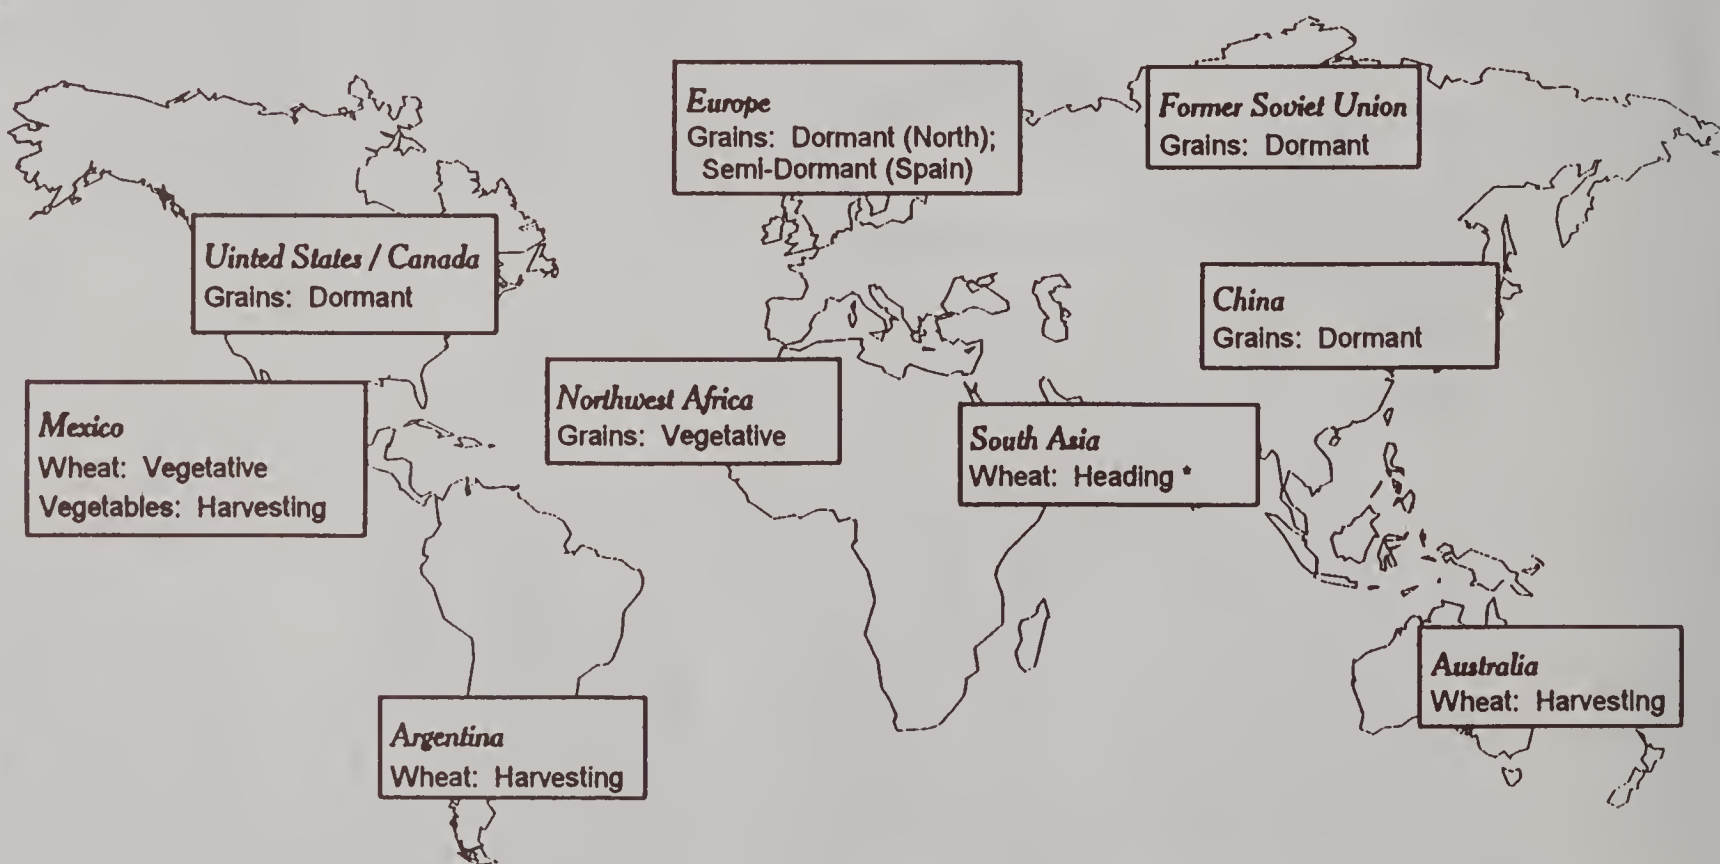 Europe
Grains: Dormant (North);
Semi-Dormant (Spain)
Former Soviet Union
Grains: Dormant
Uinted States / Canada
Grains: Dormant
China
Grains: Dormant
Mexico
Wheat: Vegetative
Vegetables: Harvesting
Northwest Africa
Grains: Vegetative
South Asia
Wheat: Heading *
Australia
Wheat: Harvesting
Argentina
Wheat: Harvesting